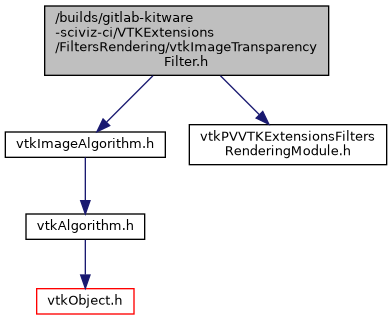 /builds/gitlab-kitware
-sciviz-ci/VTKExtensions
/FiltersRendering/vtkImageTransparency
Filter.h
vtkImageAlgorithm.h
vtkPVVTKExtensionsFilters
RenderingModule.h
vtkAlgorithm.h
vtkObject.h